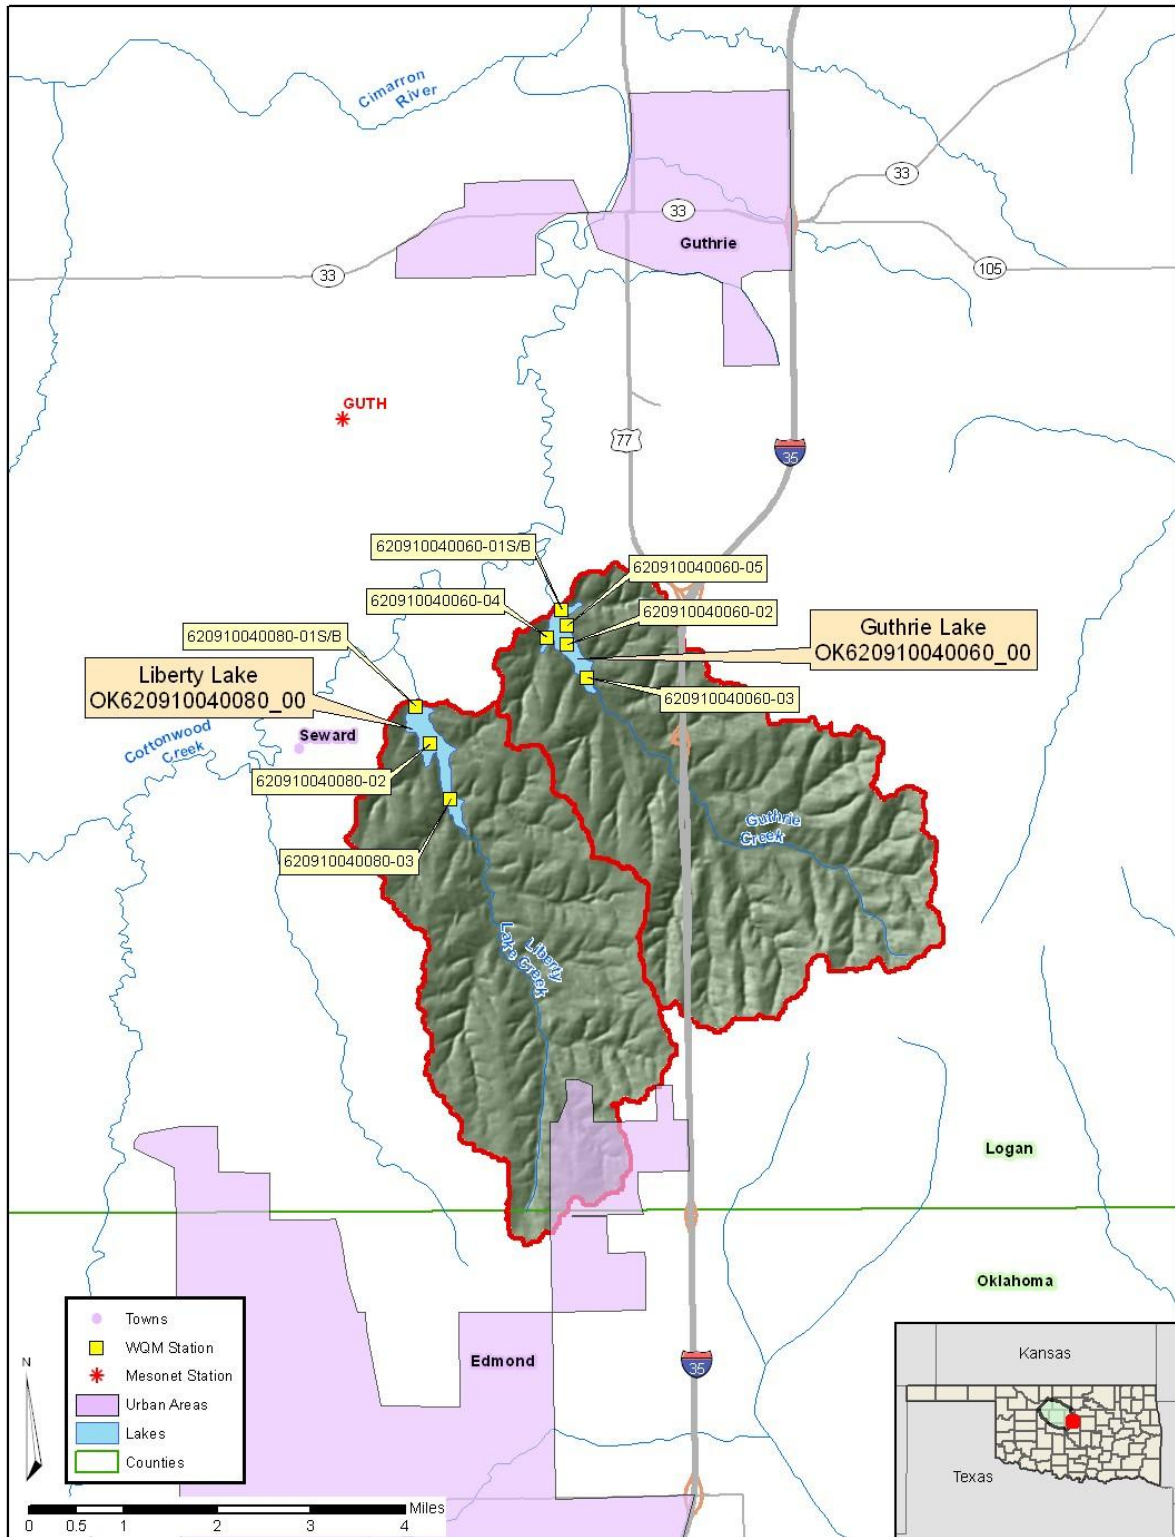 Cimarron
River
33
33
Guthrie
33
105
GUTH
77
35
620910040060-01S/B
620910040060-05
620910040060-04
620910040060-02
620910040080-01S/B
Guthrie Lake
OK620910040060_00
Liberty Lake
OK620910040080_00
620910040060-03
Seward
Cottonwood
Creek
620910040080-02
Guthrie
Creek
620910040080-03
Liberty
Lake Creek
Logan
Oklahoma
Edmond
35
Towns
WQM Station
Mesonet Station
Urban Areas
Lakes
Counties
N
Miles
0 0.5 1 2 3 4
Kansas
Texas